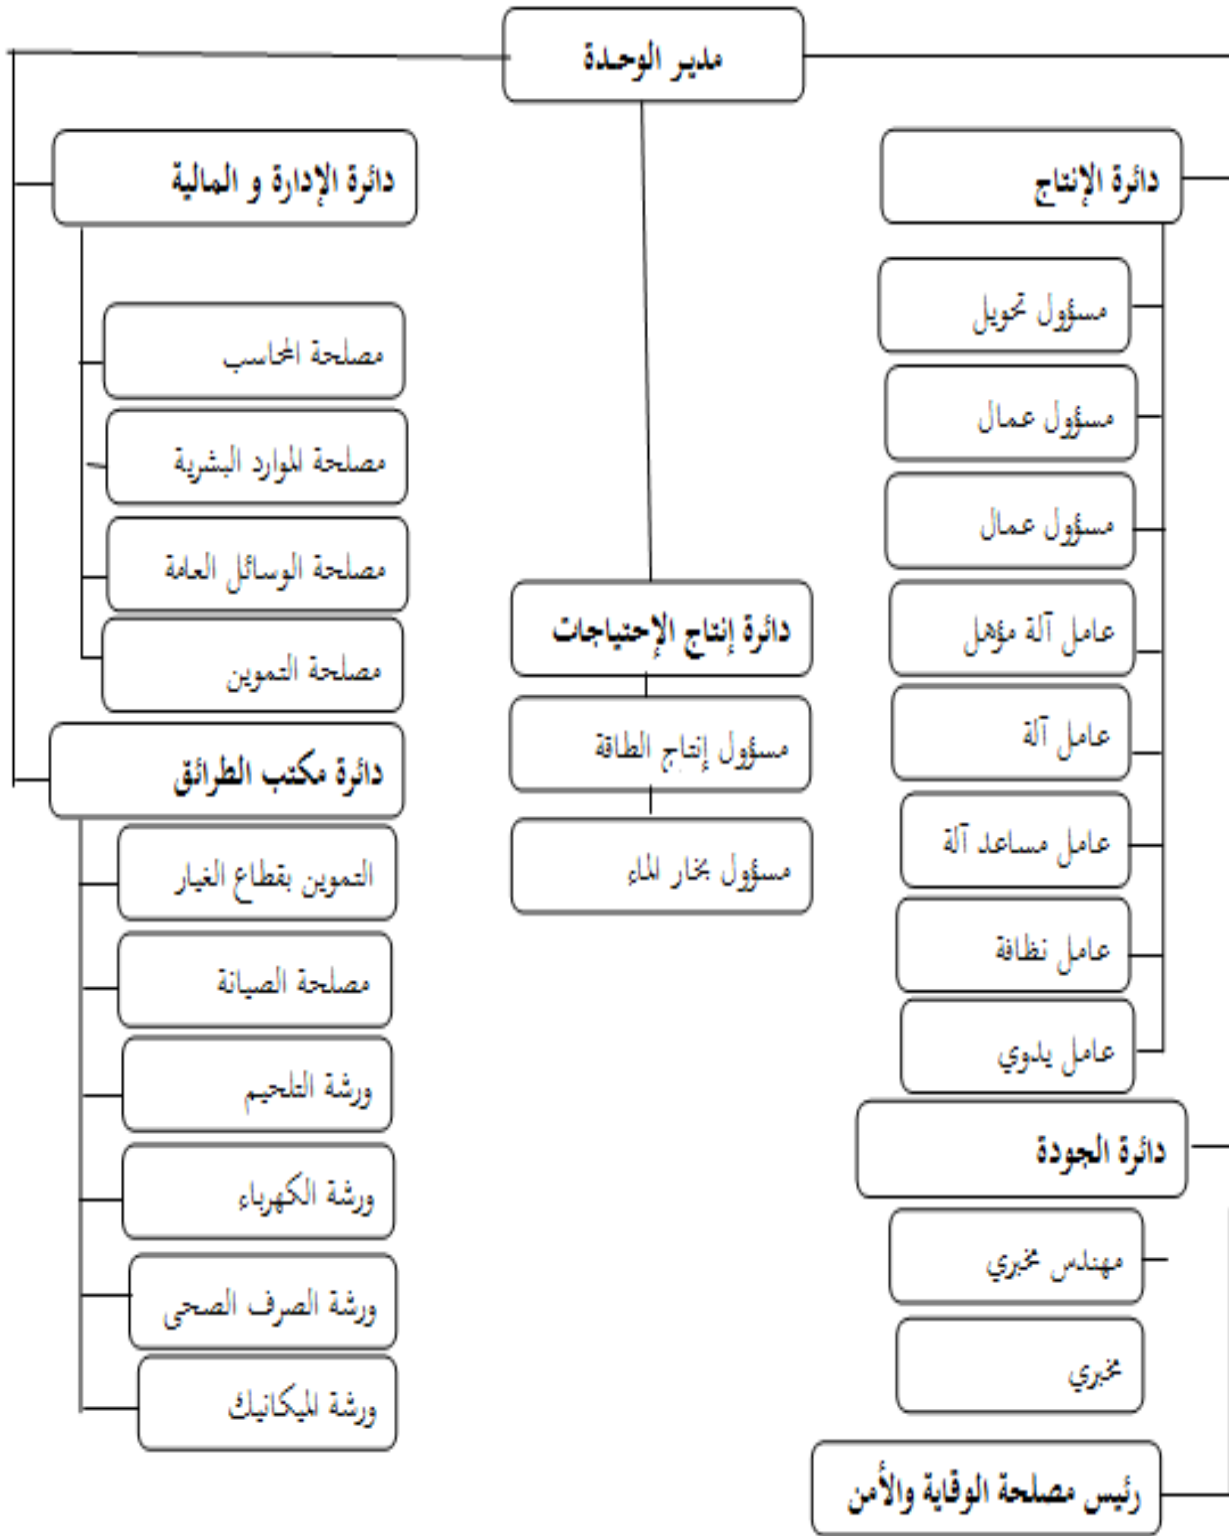 مديـر الوحـدة
دائرة الإنتاج
مسؤول تحويل
مسؤول عمال
مسؤول عمال
عامل آلة مؤهل
عامل آلة
عامل مساعد آلة
عامل نظافة
عامل يدوي
دائرة الجودة
مهندس مخبري
مخبري
رئيس مصلحة الوقاية والأمن
دائرة إنتاج الإحتياجات
مسؤول إنتاج الطاقة
مسؤول بخار الماء
دائرة الإدارة و المالية
مصلحة المحاسب
مصلحة الموارد البشرية
مصلحة الوسائل العامة
مصلحة التموين
دائرة مكتب الطرائق
التموين بقطاع الغيار
مصلحة الصيانة
ورشة التلحيم
ورشة الكهرباء
ورشة الصرف الصحى
ورشة الميكانيك